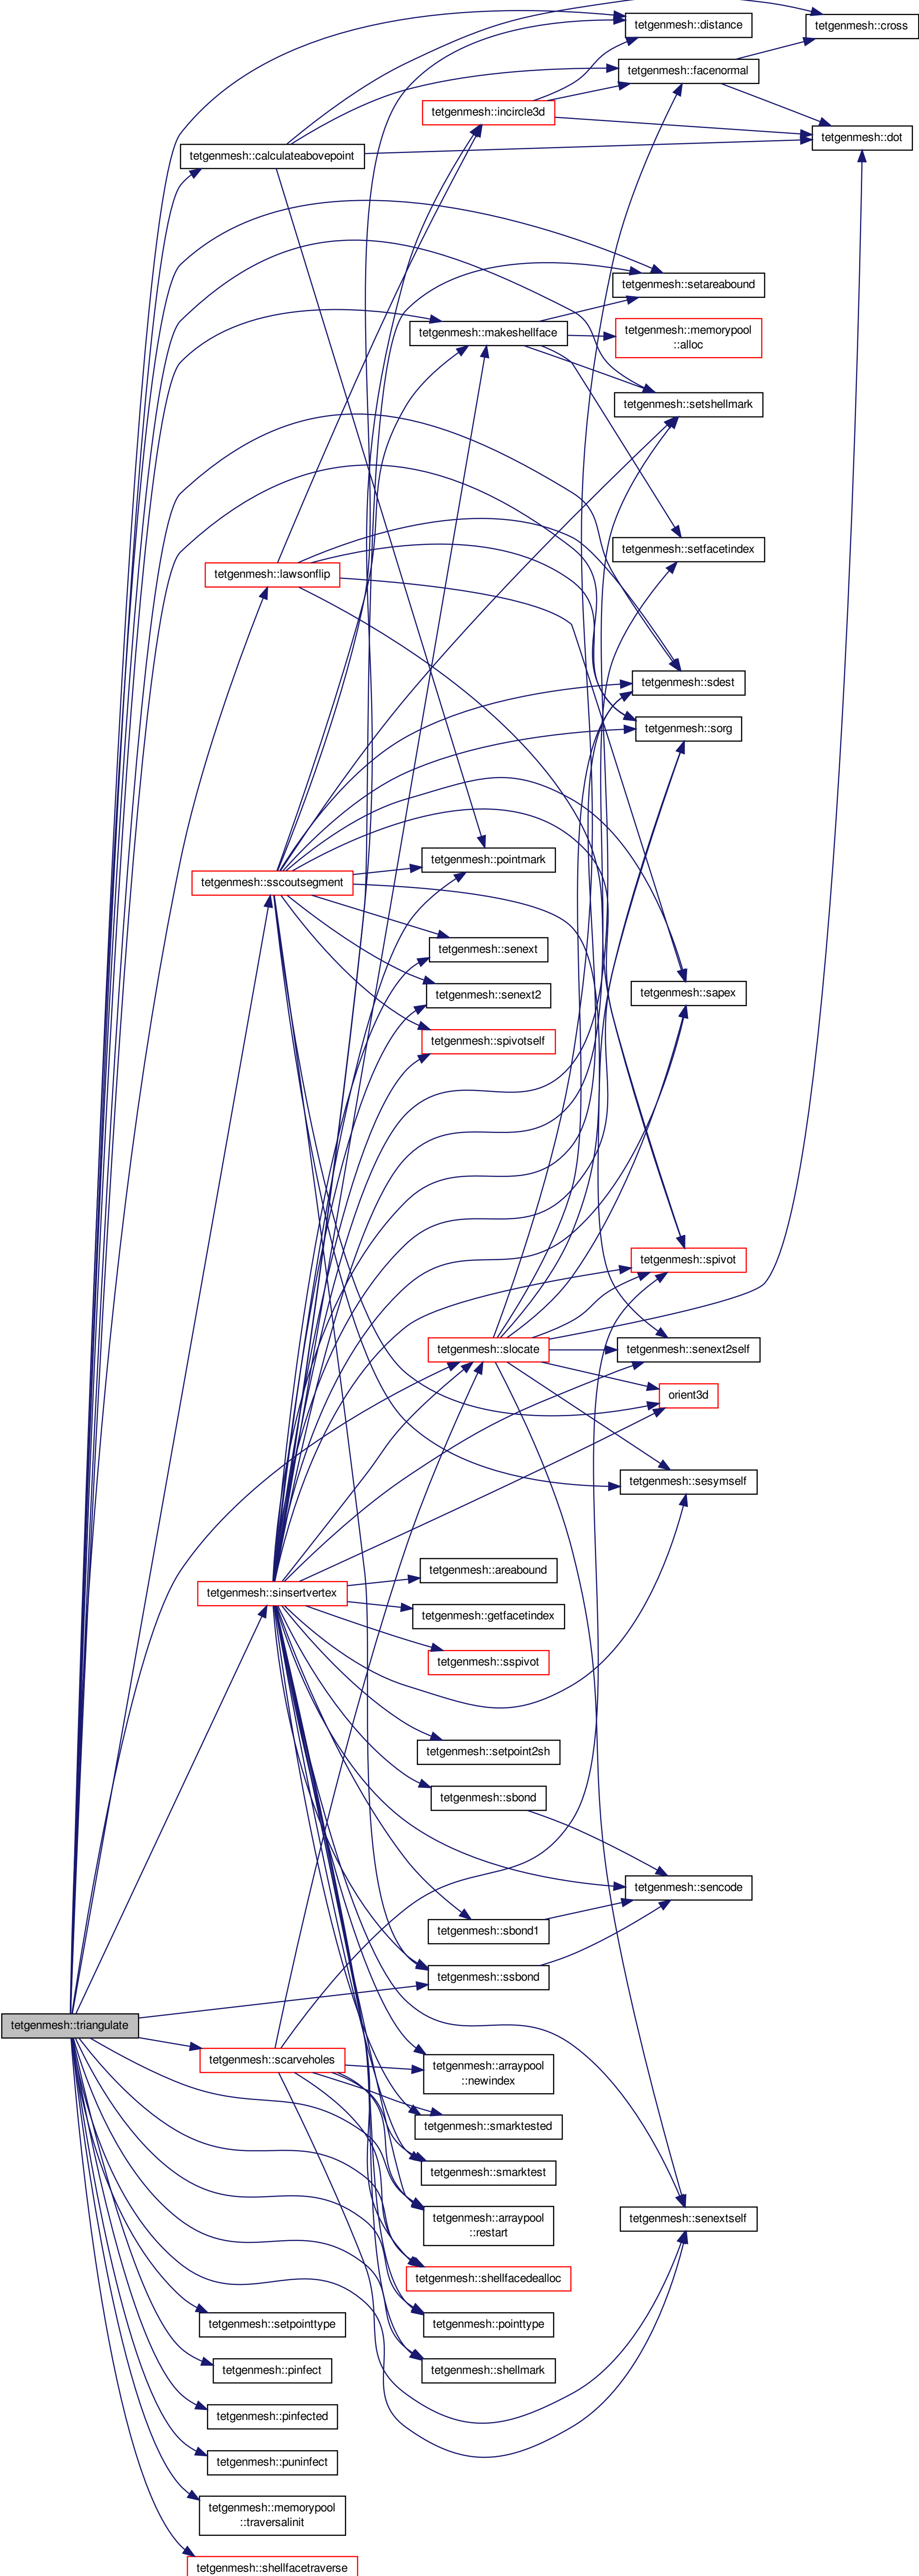 tetgenmesh::distance
tetgenmesh::cross
tetgenmesh::facenormal
tetgenmesh::incircle3d
tetgenmesh::dot
tetgenmesh::calculateabovepoint
tetgenmesh::setareabound
tetgenmesh::makeshellface
tetgenmesh::memorypool
::alloc
tetgenmesh::setshellmark
tetgenmesh::setfacetindex
tetgenmesh::lawsonflip
tetgenmesh::sdest
tetgenmesh::sorg
tetgenmesh::pointmark
tetgenmesh::sscoutsegment
tetgenmesh::senext
tetgenmesh::senext2
tetgenmesh::sapex
tetgenmesh::spivotself
tetgenmesh::spivot
tetgenmesh::slocate
tetgenmesh::senext2self
orient3d
tetgenmesh::sesymself
tetgenmesh::areabound
tetgenmesh::sinsertvertex
tetgenmesh::getfacetindex
tetgenmesh::sspivot
tetgenmesh::setpoint2sh
tetgenmesh::sbond
tetgenmesh::sencode
tetgenmesh::sbond1
tetgenmesh::ssbond
tetgenmesh::triangulate
tetgenmesh::scarveholes
tetgenmesh::arraypool
::newindex
tetgenmesh::smarktested
tetgenmesh::smarktest
tetgenmesh::arraypool
::restart
tetgenmesh::senextself
tetgenmesh::shellfacedealloc
tetgenmesh::setpointtype
tetgenmesh::pointtype
tetgenmesh::pinfect
tetgenmesh::shellmark
tetgenmesh::pinfected
tetgenmesh::puninfect
tetgenmesh::memorypool
::traversalinit
tetgenmesh::shellfacetraverse